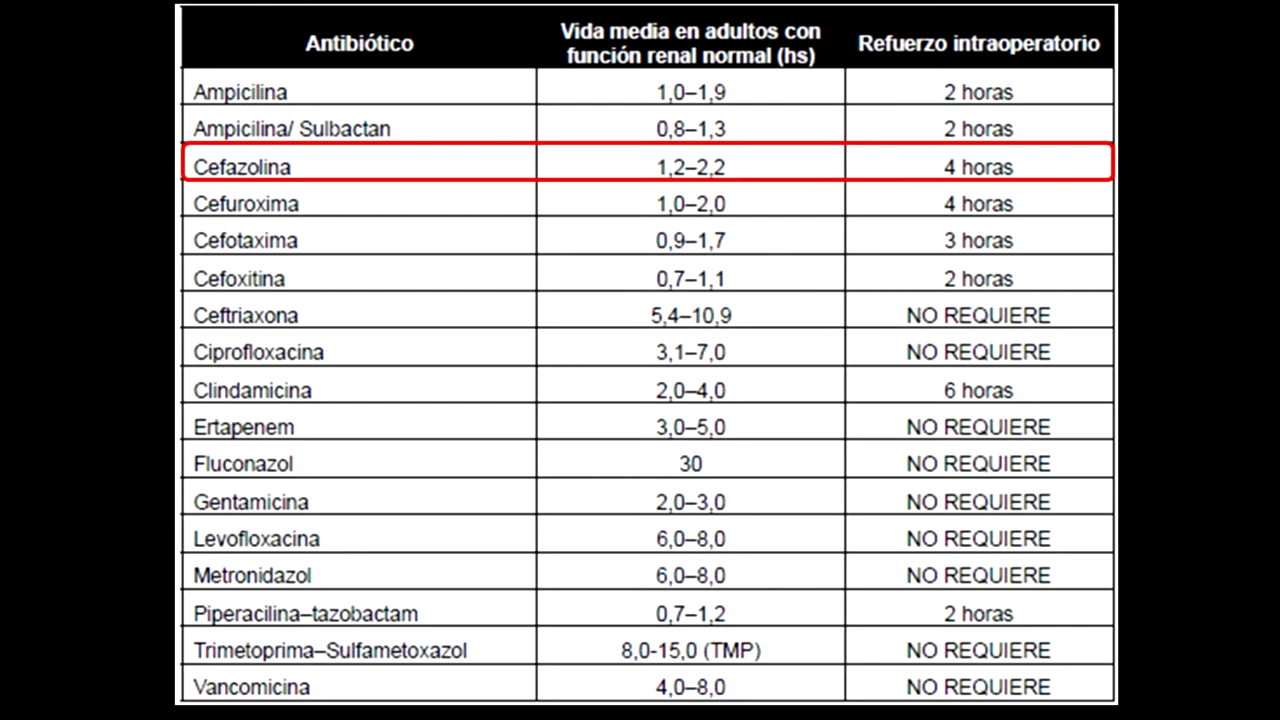 Antibiótico Vida media en adultos con función renal normal (hs) Refuerzo intraoperatorio
Ampicilina 1,0–1,9 2 horas
Ampicilina/ Sulbactan 0,8–1,3 2 horas
Cefazolina 1,2–2,2 4 horas
Cefuroxima 1,0–2,0 4 horas
Cefotaxima 0,9–1,7 3 horas
Cefoxitina 0,7–1,1 2 horas
Ceftriaxona 5,4–10,9 NO REQUIERE
Ciprofloxacina 3,1–7,0 NO REQUIERE
Clindamicina 2,0–4,0 6 horas
Ertapenem 3,0–5,0 NO REQUIERE
Fluconazol 30 NO REQUIERE
Gentamicina 2,0–3,0 NO REQUIERE
Levofloxacina 6,0–8,0 NO REQUIERE
Metronidazol 6,0–8,0 NO REQUIERE
Piperacilina–tazobactam 0,7–1,2 2 horas
Trimetoprima–Sulfametoxazol 8,0-15,0 (TMP) NO REQUIERE
Vancomicina 4,0–8,0 NO REQUIERE